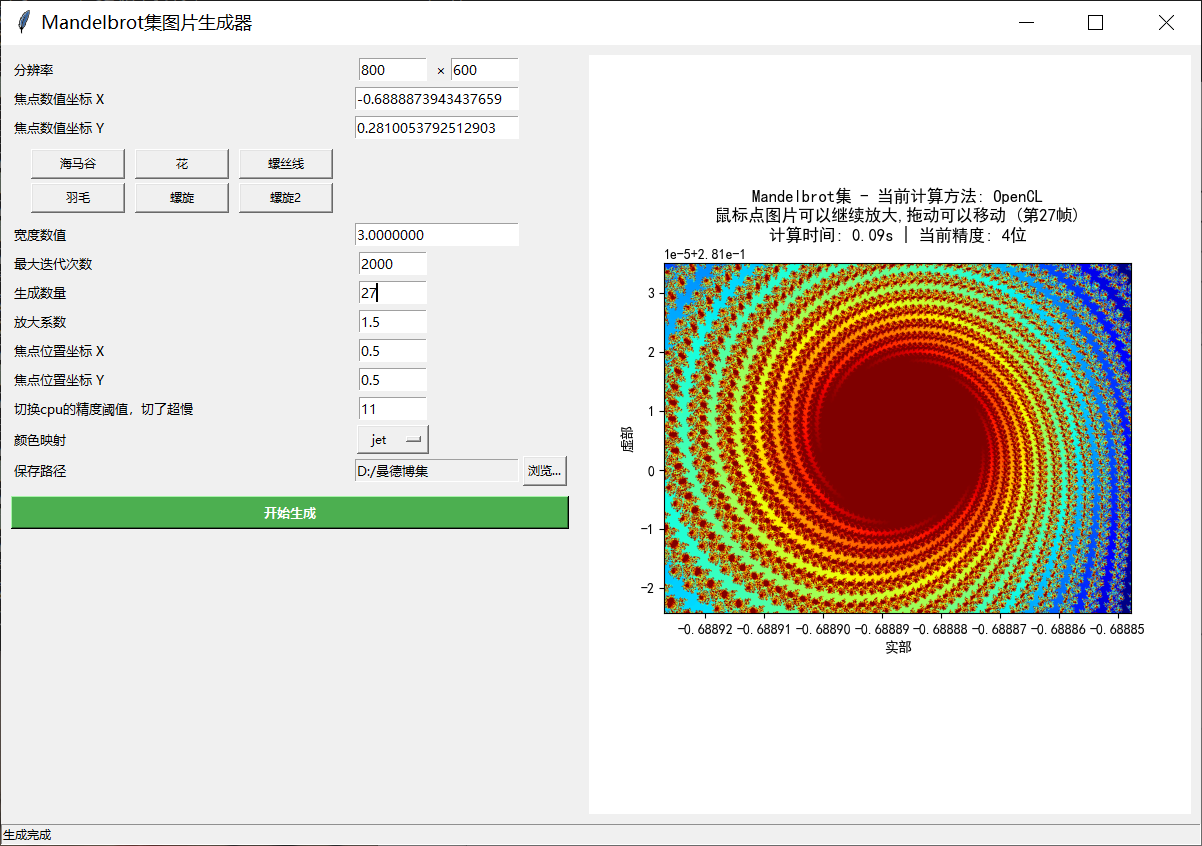 Mandelbrot集图片生成器
分辨率 800 × 600
焦点数值坐标 X -0.6888873943437659
焦点数值坐标 Y 0.2810053792512903
海马谷 花 螺丝线
羽毛 螺旋 螺旋2
宽度数值 3.0000000
最大迭代次数 2000
生成数量 27
放大系数 1.5
焦点位置坐标 X 0.5
焦点位置坐标 Y 0.5
切换cpu的精度阈值，切了超慢 11
颜色映射 jet
保存路径 D:/曼德博集 浏览...
开始生成
Mandelbrot集 - 当前计算方法: OpenCL
鼠标点图片可以继续放大,拖动可以移动 (第27帧)
计算时间: 0.09s | 当前精度: 4位
1e-5+2.81e-1
3
2
1
0
-1
-2
虚部
-0.68892 -0.68891 -0.68890 -0.68889 -0.68888 -0.68887 -0.68886 -0.68885
实部
生成完成